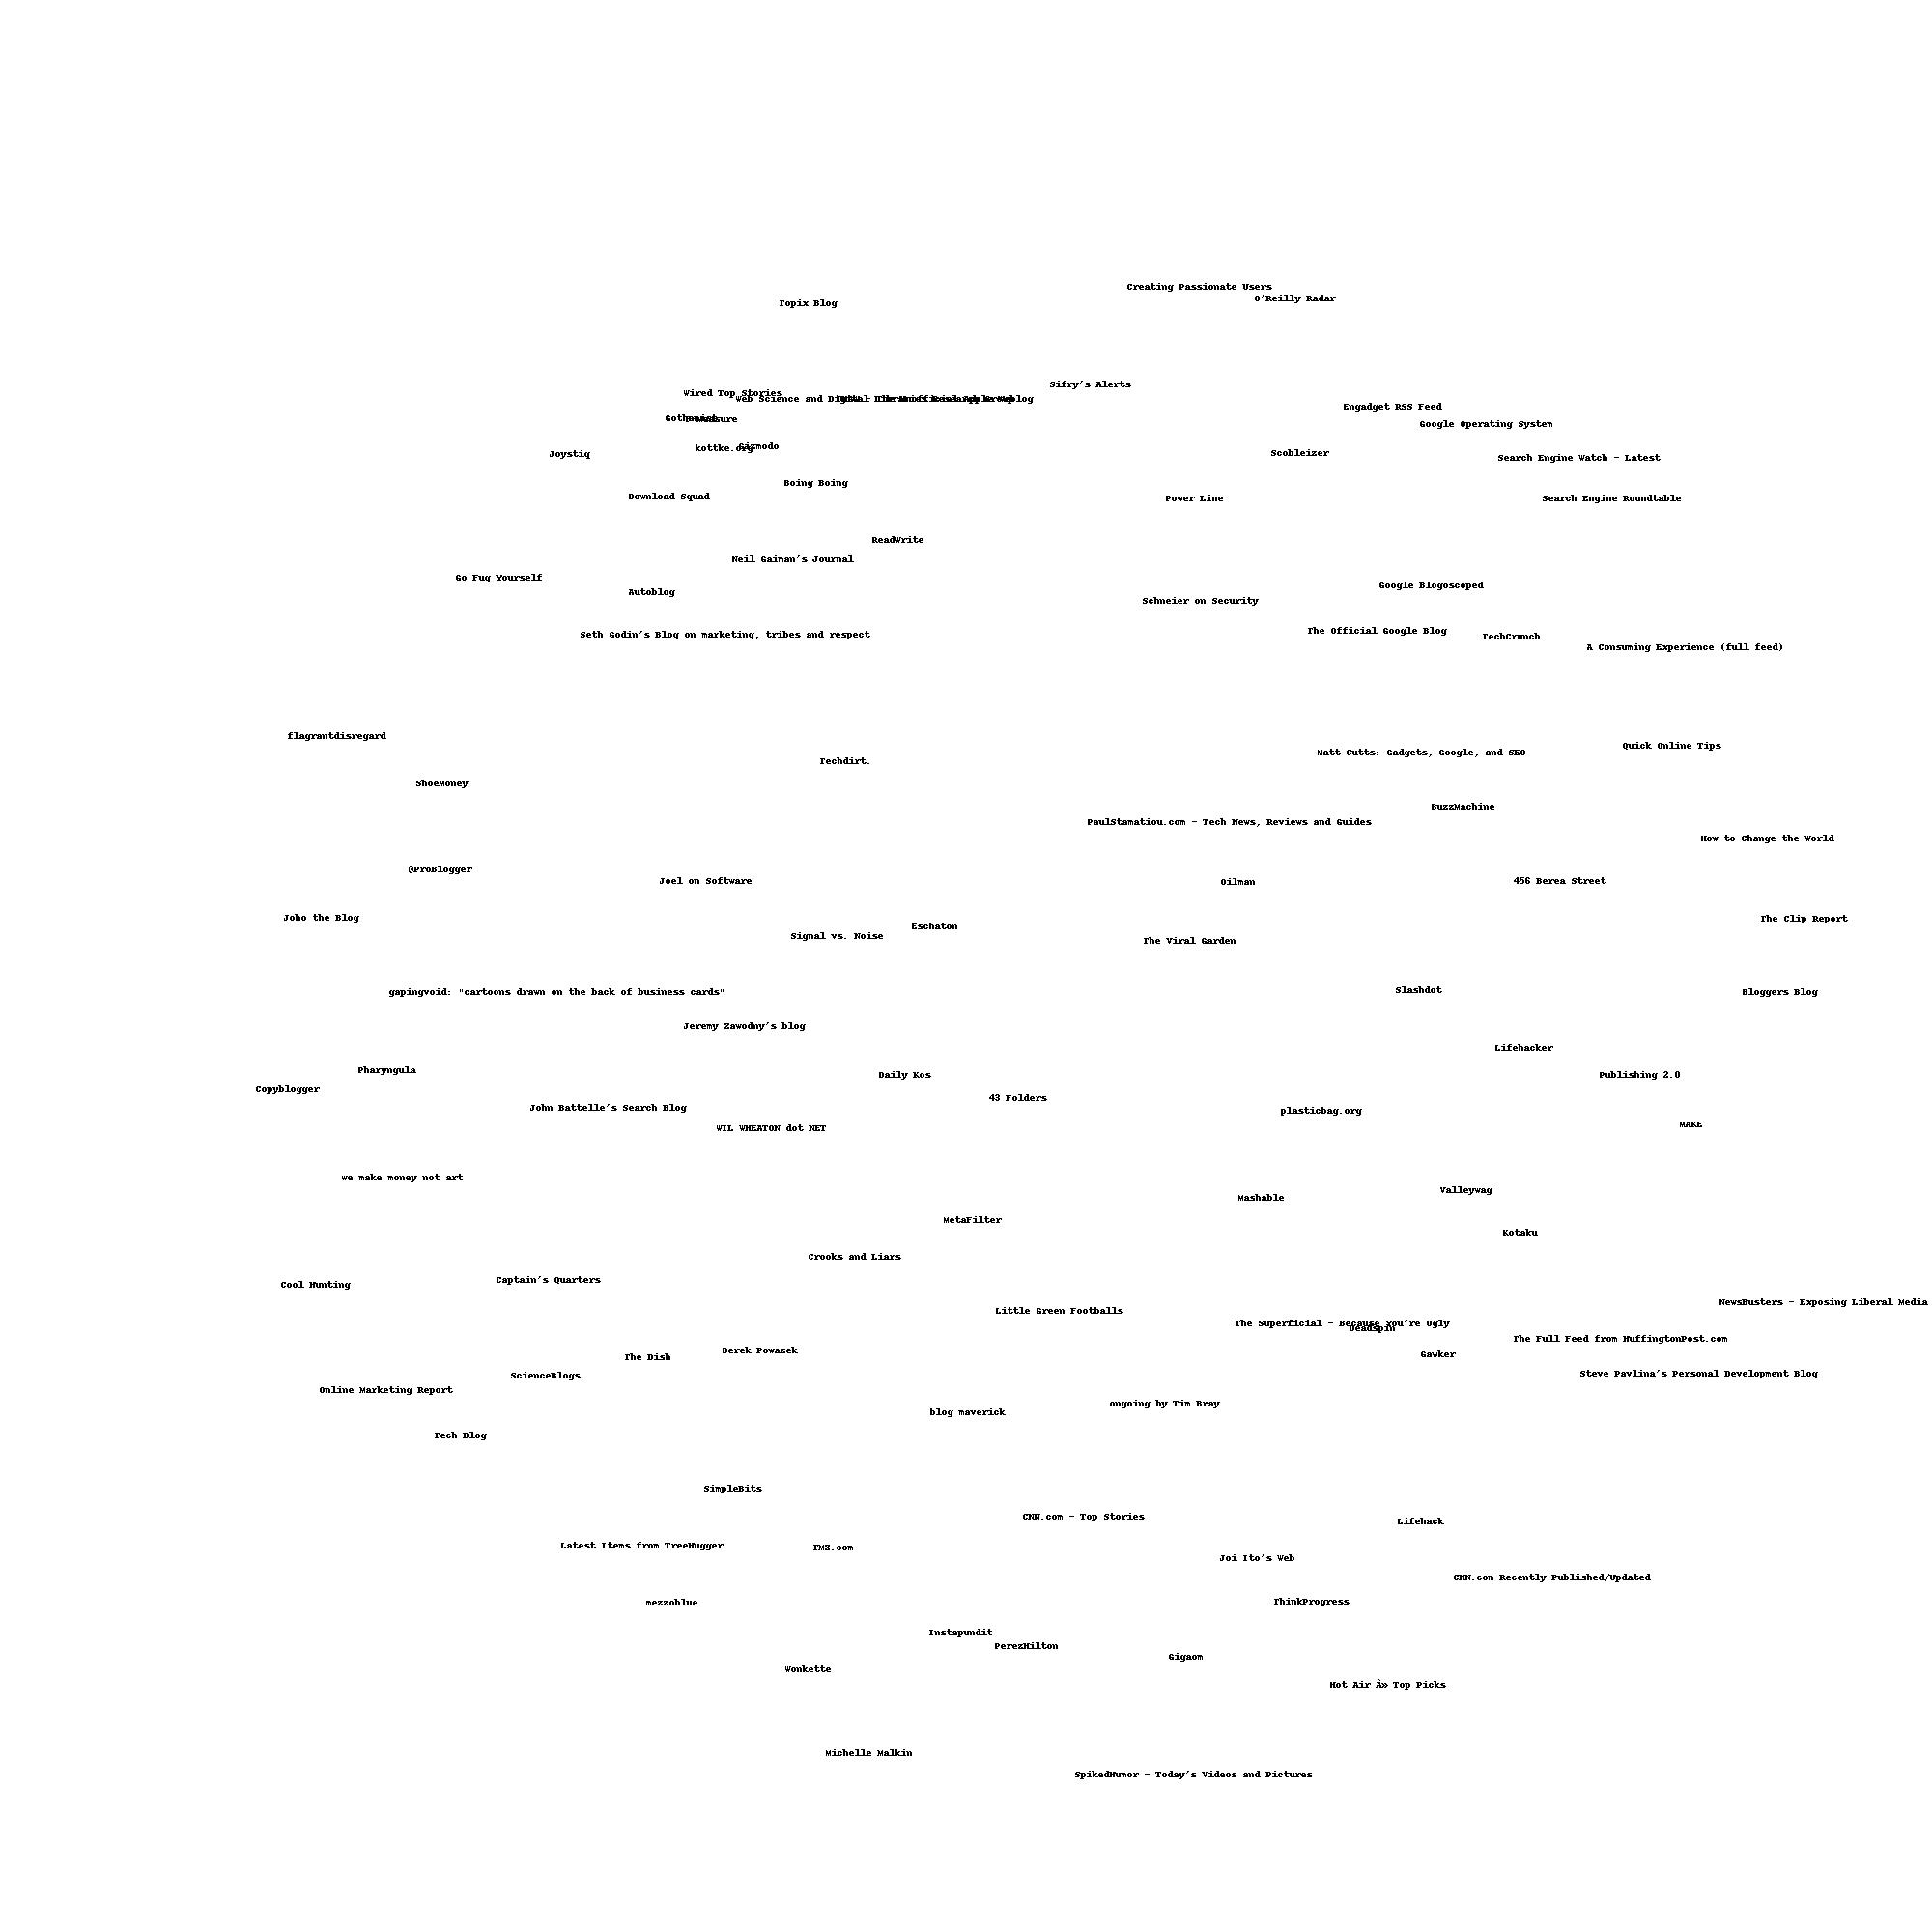 Creating Passionate Users
O'Reilly Radar
Topix Blog
Sifry's Alerts
Wired Top Stories
Web Science and Digital Libraries Research Group
Engadget RSS Feed
Gothamist
Google Operating System
kottke.org
Gizmodo
Joystiq
Scobleizer
Search Engine Watch - Latest
Boing Boing
Download Squad
Power Line
Search Engine Roundtable
ReadWrite
Neil Gaiman's Journal
Go Fug Yourself
Google Blogoscoped
Autoblog
Schneier on Security
The Official Google Blog
Seth Godin's Blog on marketing, tribes and respect
TechCrunch
A Consuming Experience (full feed)
flagrantdisregard
Quick Online Tips
Matt Cutts: Gadgets, Google, and SEO
Techdirt.
ShoeMoney
BuzzMachine
PaulStamatiou.com - Tech News, Reviews and Guides
How to Change the World
@ProBlogger
Joel on Software
Oilman
456 Berea Street
Joho the Blog
The Clip Report
Eschaton
Signal vs. Noise
The Viral Garden
Slashdot
gapingvoid: "cartoons drawn on the back of business cards"
Bloggers Blog
Jeremy Zawodny's blog
Lifehacker
Pharyngula
Daily Kos
Publishing 2.0
Copyblogger
43 Folders
John Battelle's Search Blog
plasticbag.org
MAKE
WIL WHEATON dot NET
we make money not art
Valleywag
Mashable
MetaFilter
Kotaku
Crooks and Liars
Captain's Quarters
Cool Hunting
NewsBusters - Exposing Liberal Media
Little Green Footballs
The Superficial - Because You're Ugly
Deadspin
The Full Feed from HuffingtonPost.com
Derek Powazek
Gawker
The Dish
Steve Pavlina's Personal Development Blog
ScienceBlogs
Online Marketing Report
ongoing by Tim Bray
blog maverick
Tech Blog
SimpleBits
CNN.com - Top Stories
Lifehack
Latest Items from TreeHugger
TMZ.com
Joi Ito's Web
CNN.com Recently Published/Updated
ThinkProgress
mezzoblue
Instapundit
PerezHilton
Gigaom
Wonkette
Hot Air Â» Top Picks
Michelle Malkin
SpikedHumor - Today's Videos and Pictures